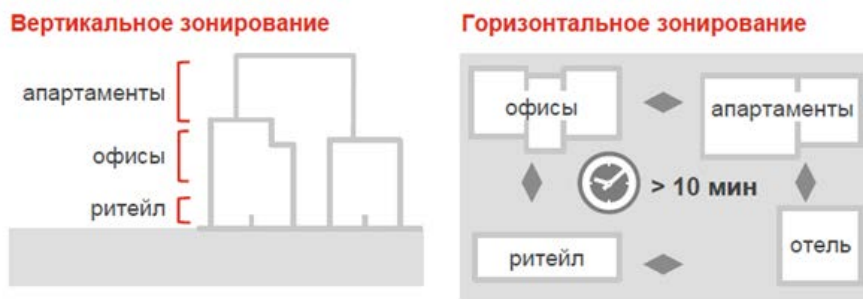 Вертикальное зонирование
апартаменты
офисы
ритейл
Горизонтальное зонирование
офисы
апартаменты
> 10 мин
ритейл
отель